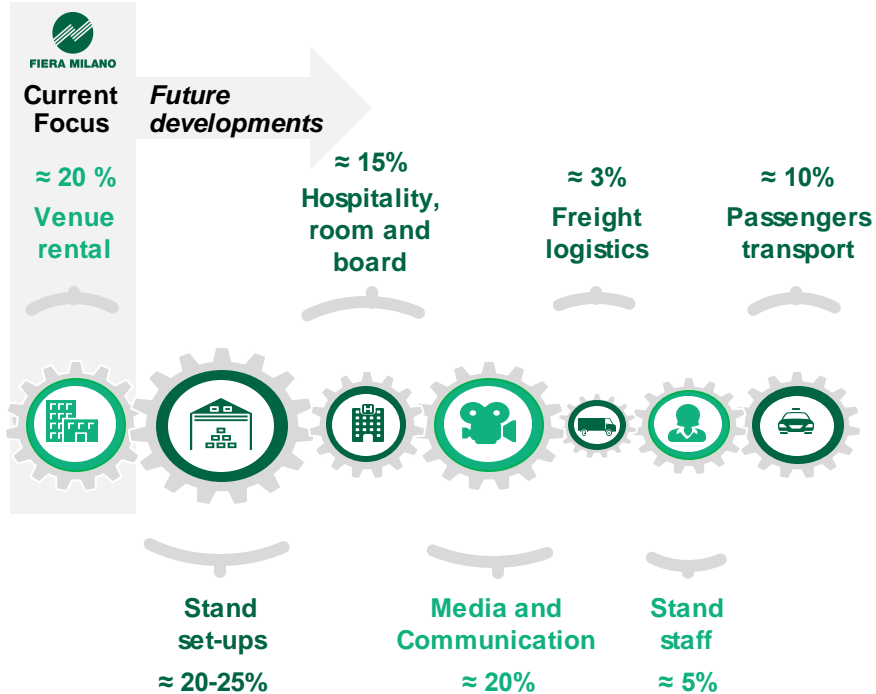 FIERA MILANO
Current
Focus
Future
developments
≈ 20 %
Venue
rental
≈ 15%
Hospitality,
room and
board
≈ 3%
Freight
logistics
≈ 10%
Passengers
transport
Stand
set-ups
≈ 20-25%
Media and
Communication
≈ 20%
Stand
staff
≈ 5%